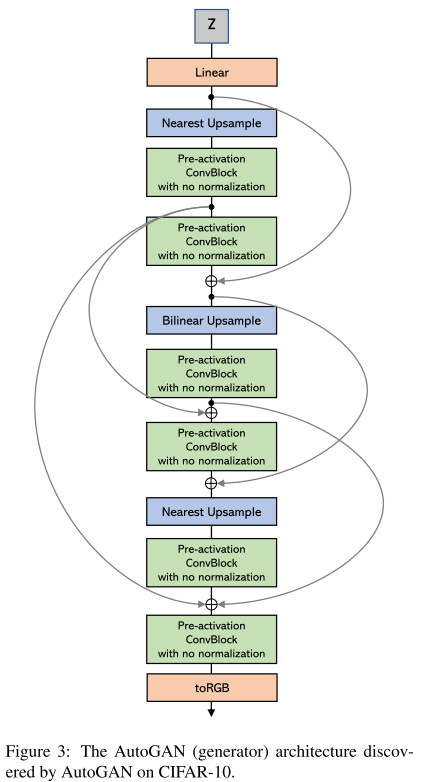 Z
Linear
Nearest Upsample
Pre-activation
ConvBlock
with no normalization
Pre-activation
ConvBlock
with no normalization
Bilinear Upsample
Pre-activation
ConvBlock
with no normalization
Pre-activation
ConvBlock
with no normalization
Nearest Upsample
Pre-activation
ConvBlock
with no normalization
Pre-activation
ConvBlock
with no normalization
toRGB
Figure 3: The AutoGAN (generator) architecture discov-
ered by AutoGAN on CIFAR-10.